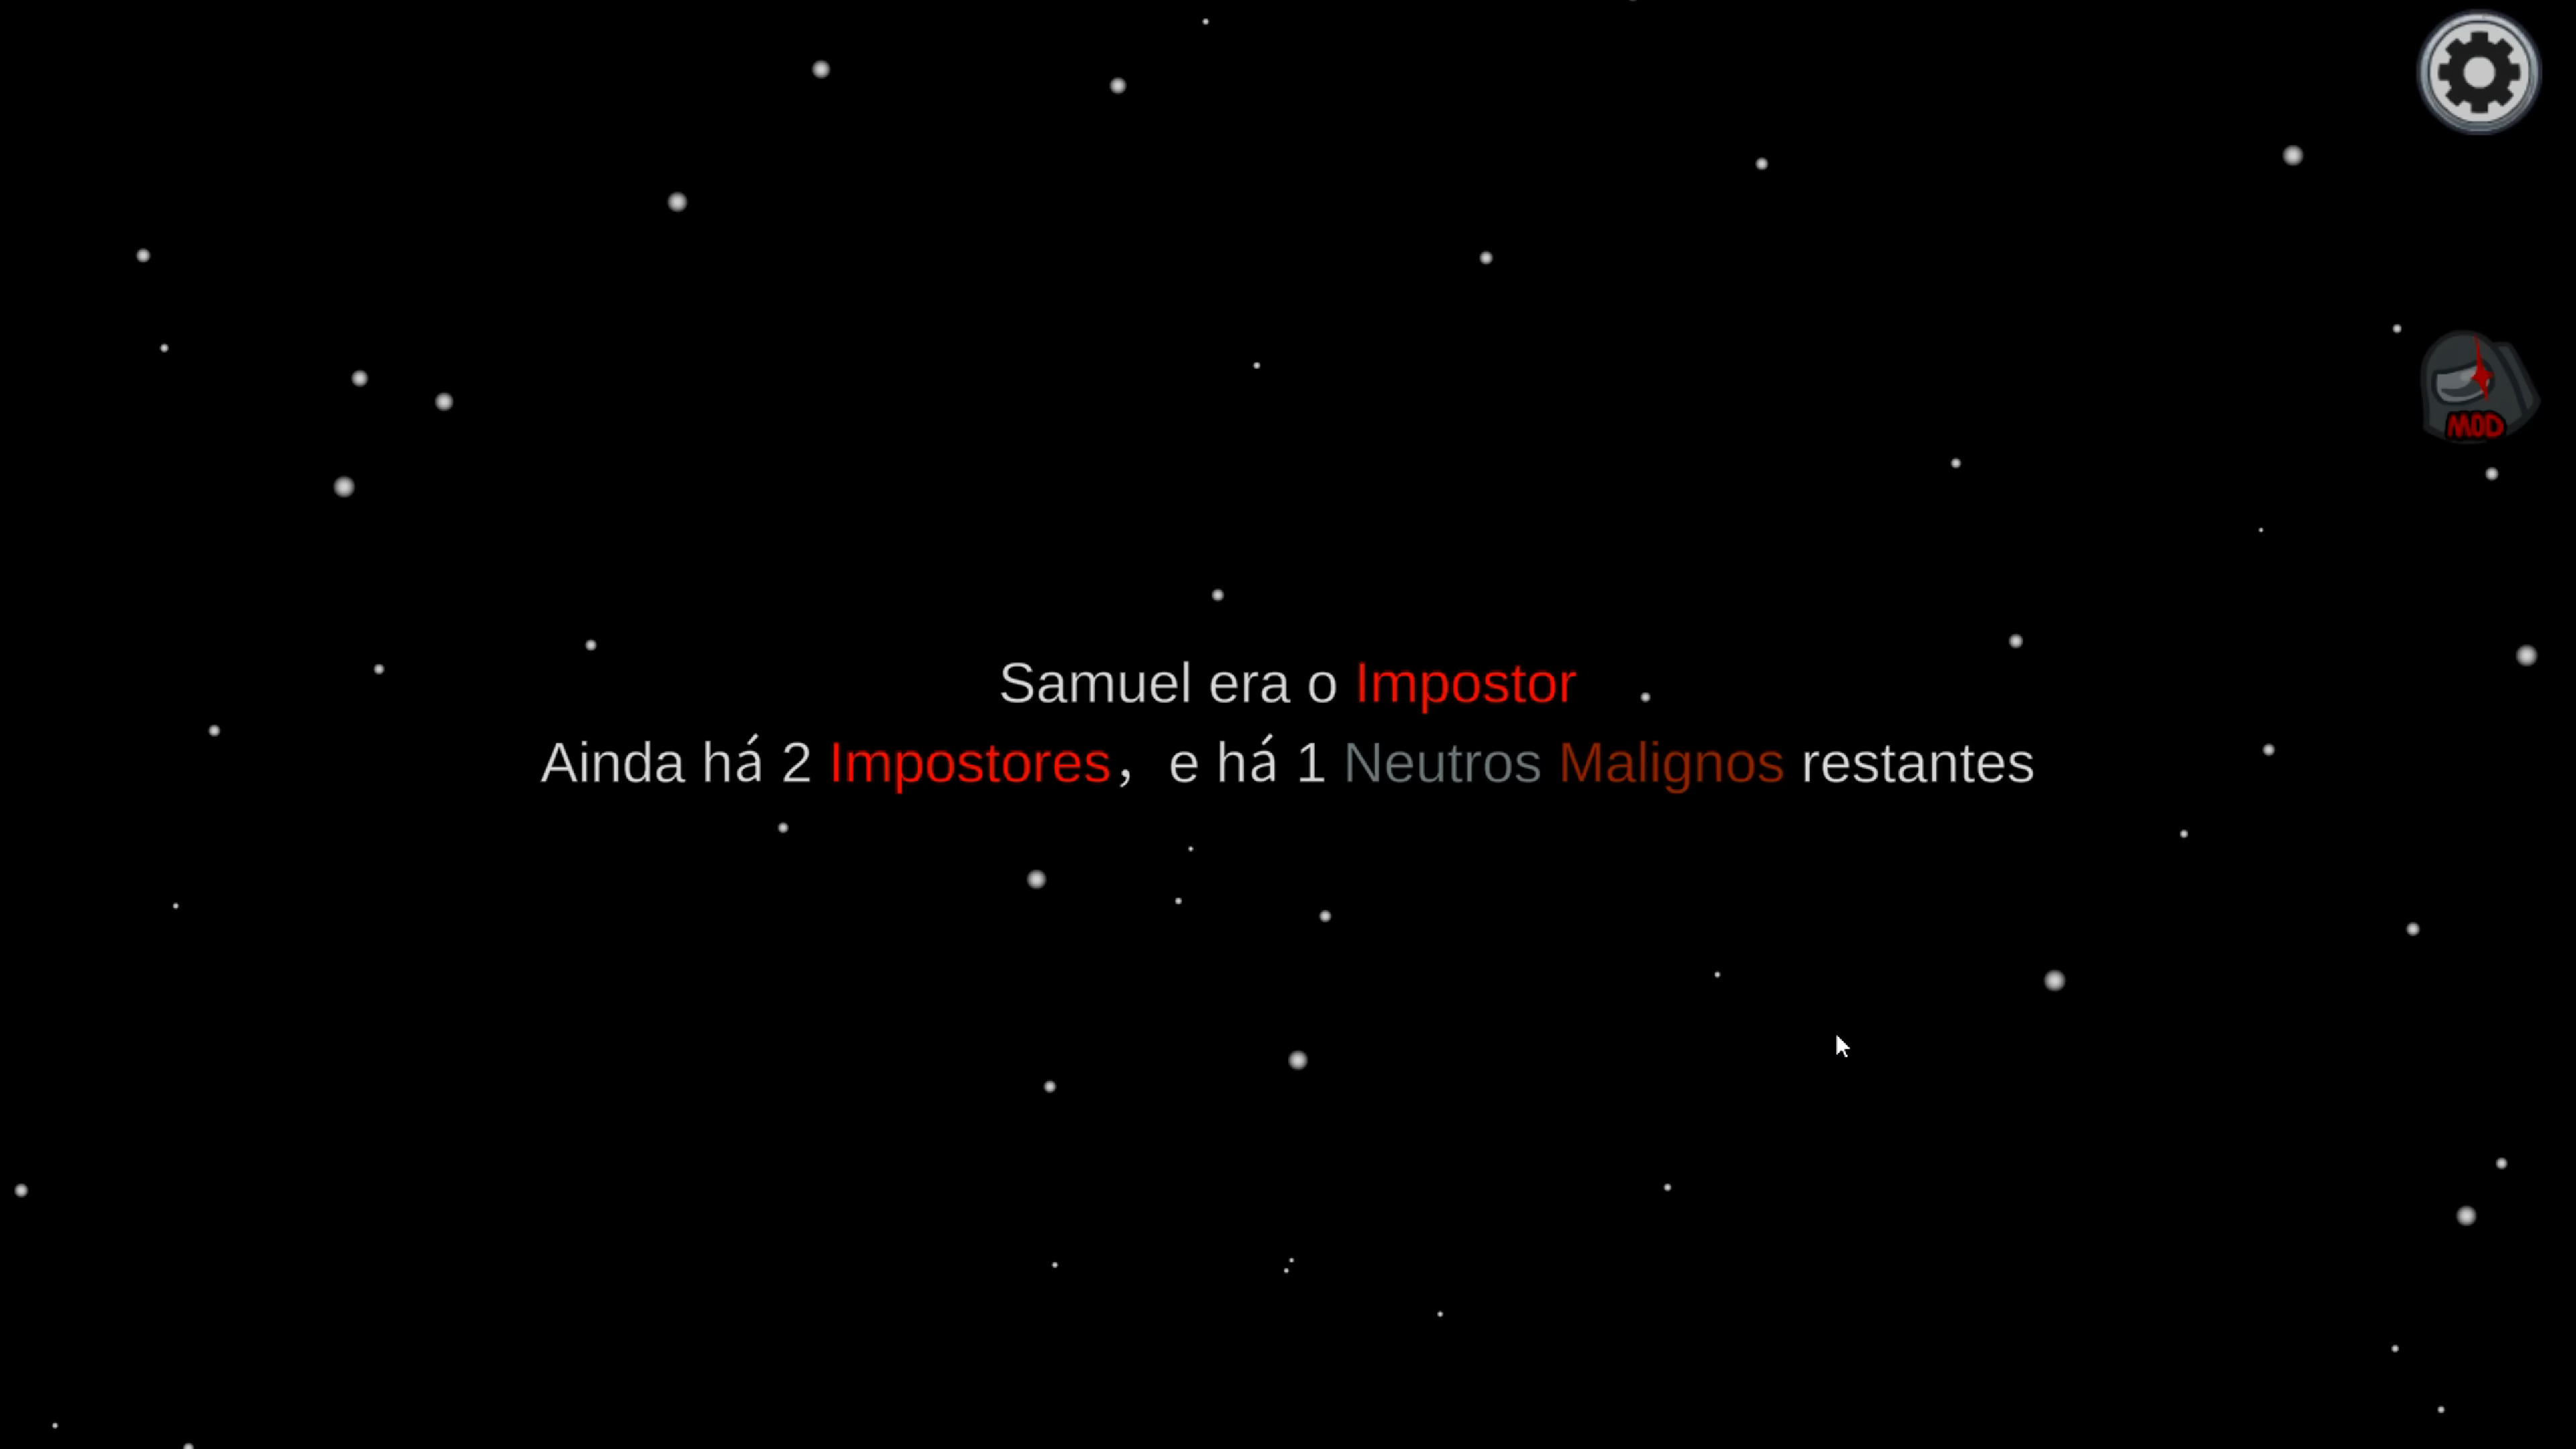 MOD
Samuel era o Impostor
Ainda há 2 Impostores，e há 1 Neutros Malignos restantes